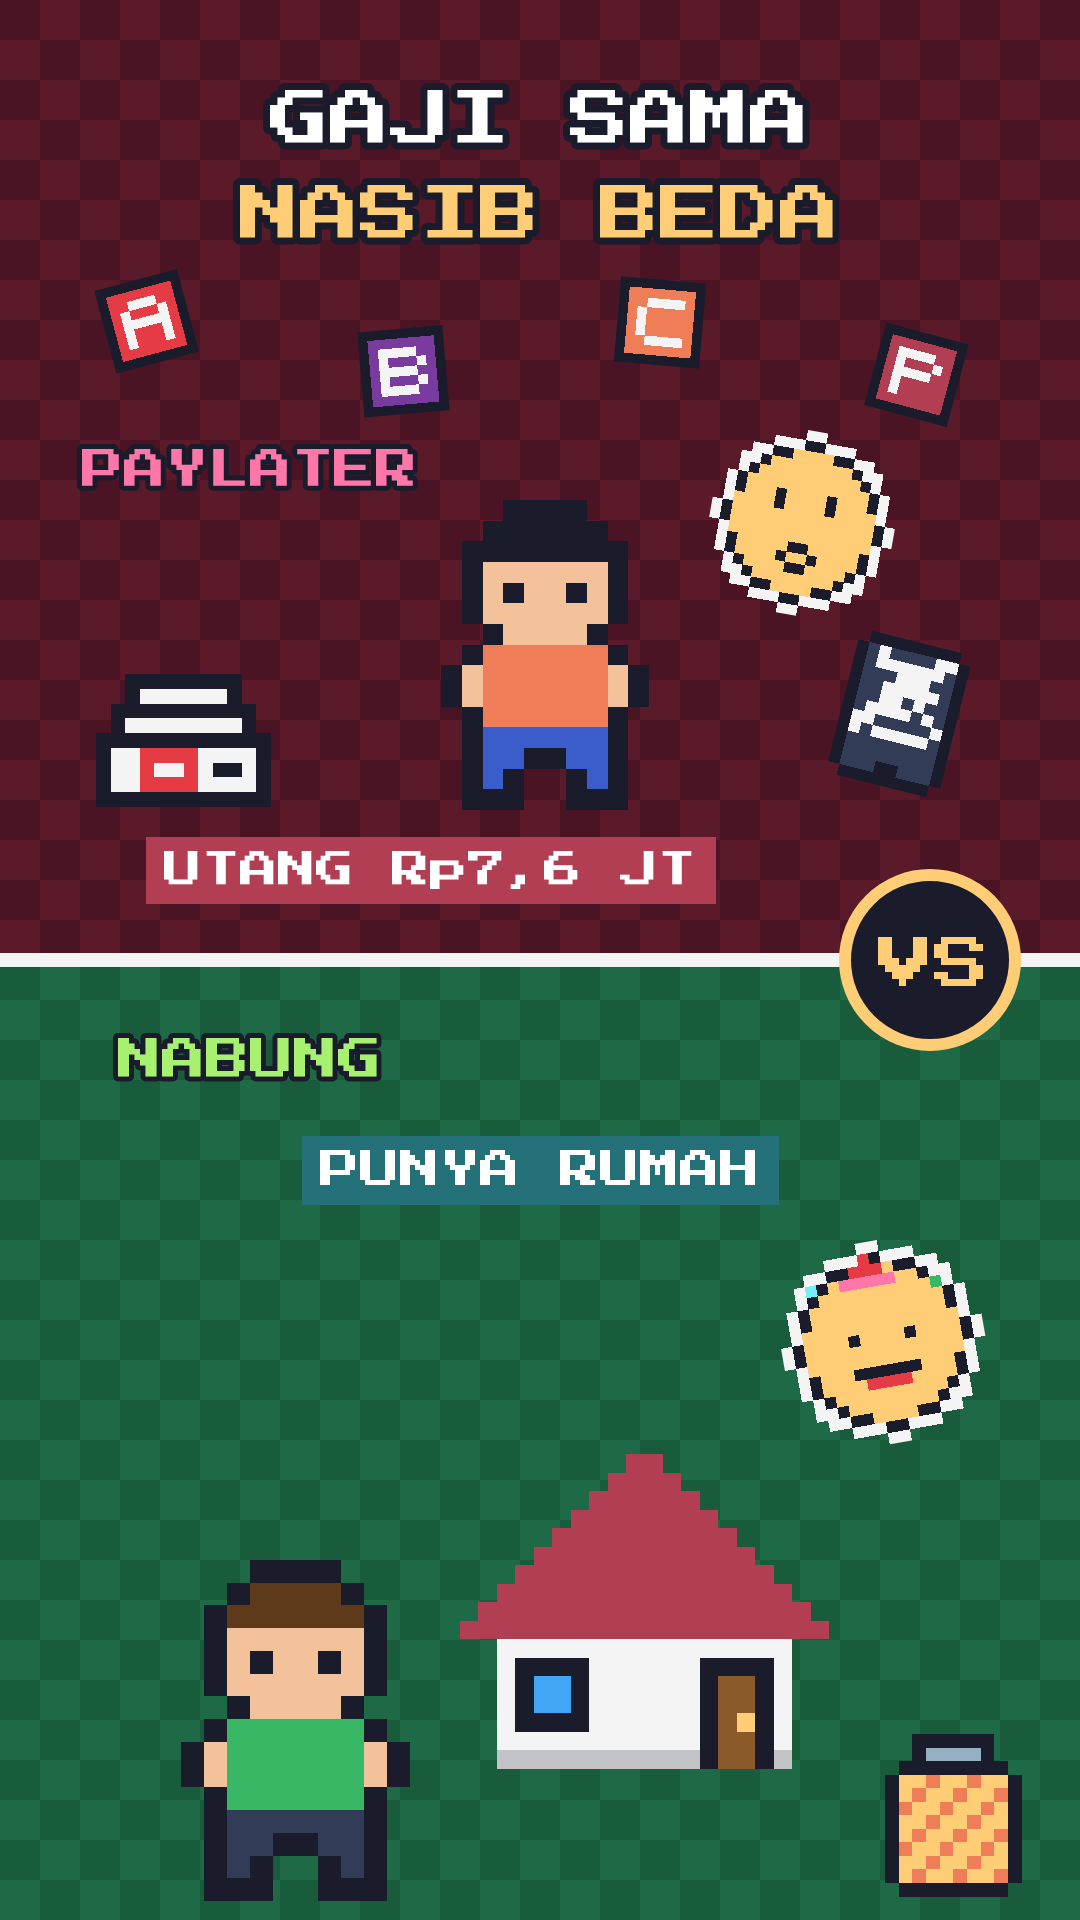 GAJI SAMA
NASIB BEDA
A
B
C
P
PAYLATER
UTANG Rp7,6 JT
VS
NABUNG
PUNYA RUMAH